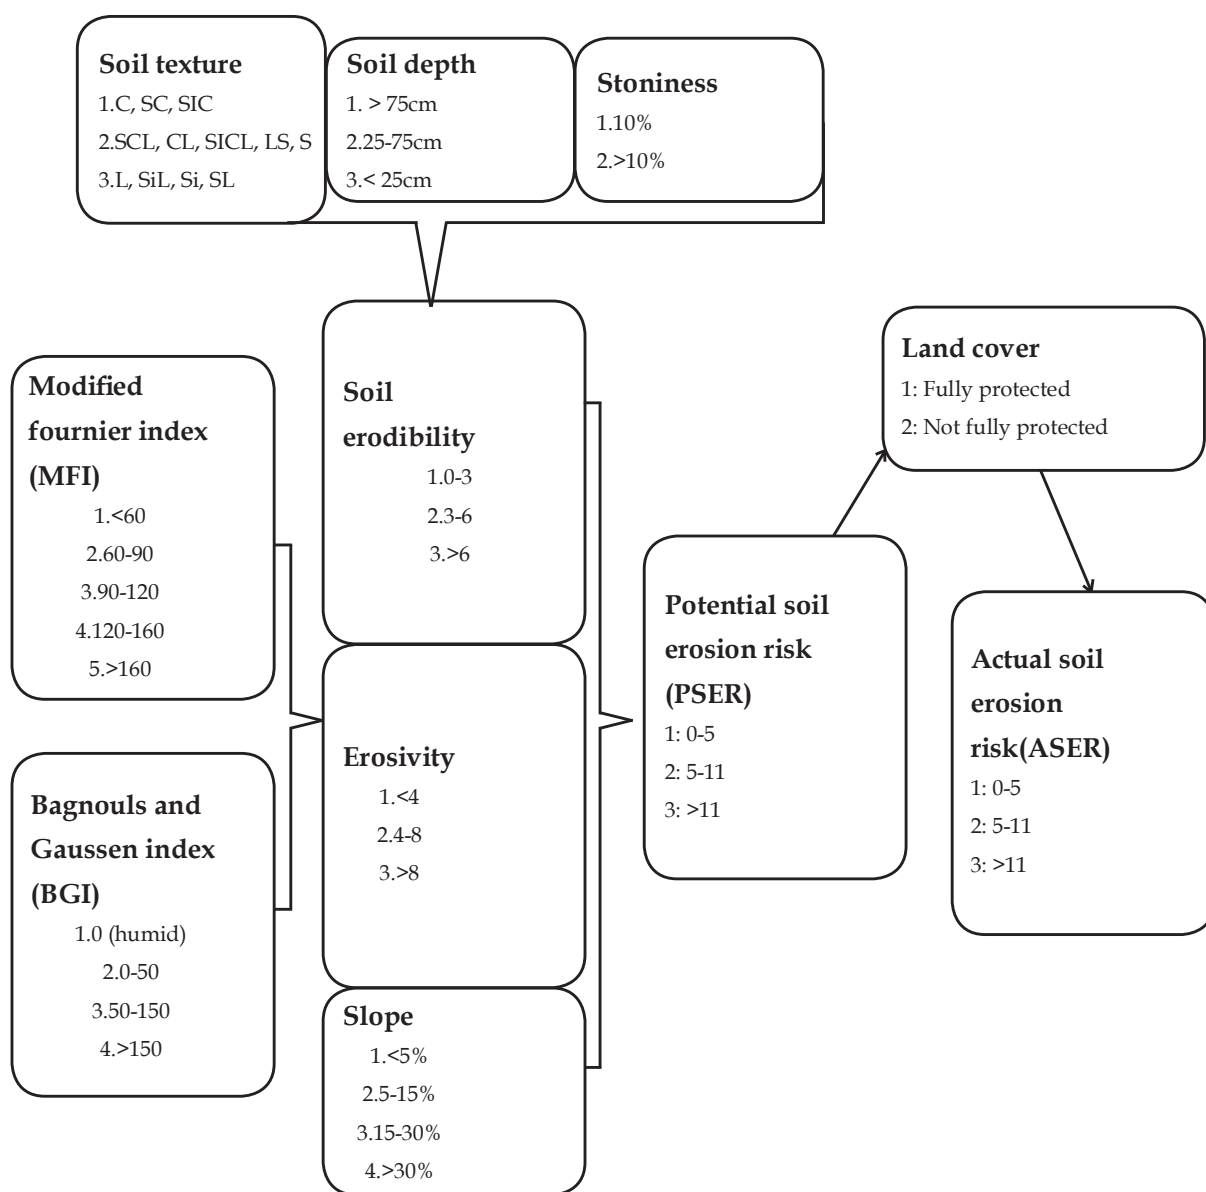 Soil texture
1.C, SC, SIC
2.SCL, CL, SICL, LS, S
3.L, SiL, Si, SL
Soil depth
1. > 75cm
2.25-75cm
3.< 25cm
Stoniness
1.10%
2.>10%
Modified
fournier index
(MFI)
1.<60
2.60-90
3.90-120
4.120-160
5.>160
Bagnouls and
Gaussen index
(BGI)
1.0 (humid)
2.0-50
3.50-150
4.>150
Soil
erodibility
1.0-3
2.3-6
3.>6
Erosivity
1.<4
2.4-8
3.>8
Slope
1.<5%
2.5-15%
3.15-30%
4.>30%
Potential soil
erosion risk
(PSER)
1: 0-5
2: 5-11
3: >11
Land cover
1: Fully protected
2: Not fully protected
Actual soil
erosion
risk(ASER)
1: 0-5
2: 5-11
3: >11